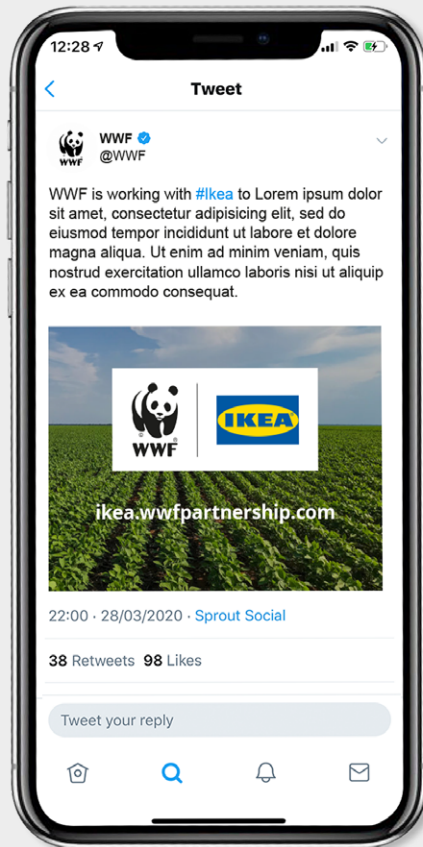 12:28
Tweet
WWF
WWF
@WWF
WWF is working with #Ikea to Lorem ipsum dolor
sit amet, consectetur adipisicing elit, sed do
eiusmod tempor incididunt ut labore et dolore
magna aliqua. Ut enim ad minim veniam, quis
nostrud exercitation ullamco laboris nisi ut aliquip
ex ea commodo consequat.
WWF
IKEA
ikea.wwfpartnership.com
22:00 · 28/03/2020 · Sprout Social
38 Retweets 98 Likes
Tweet your reply